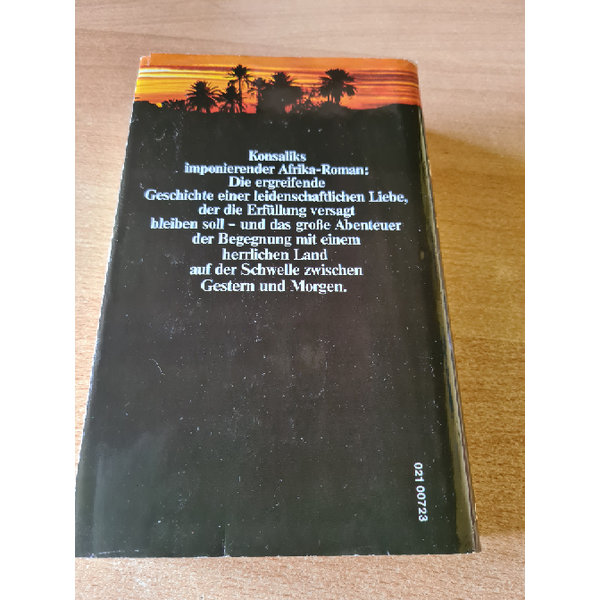 Konsaliks
imponierender Afrika-Roman:
Die ergreifende
Geschichte einer leidenschaftlichen Liebe,
der die Erfüllung versagt
bleiben soll – und das große Abenteuer
der Begegnung mit einem
herrlichen Land
auf der Schwelle zwischen
Gestern und Morgen.
021 00723